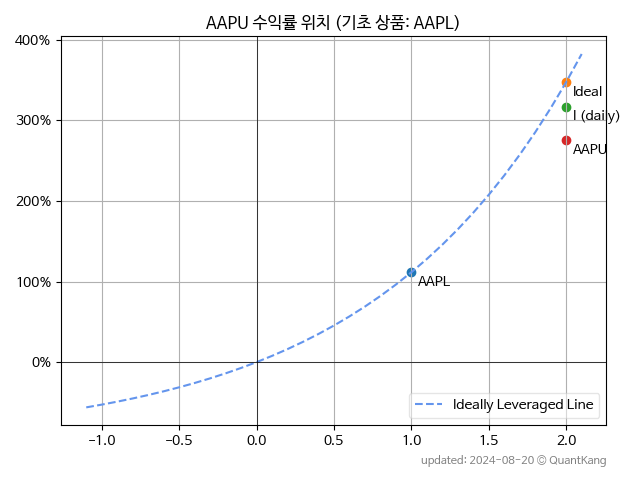 AAPU 수익률 위치 (기초 상품: AAPL)
400%
300%
200%
100%
0%
Ideal
I (daily)
AAPU
AAPL
Ideally Leveraged Line
−1.0 −0.5 0.0 0.5 1.0 1.5 2.0
updated: 2024-08-20 © QuantKang